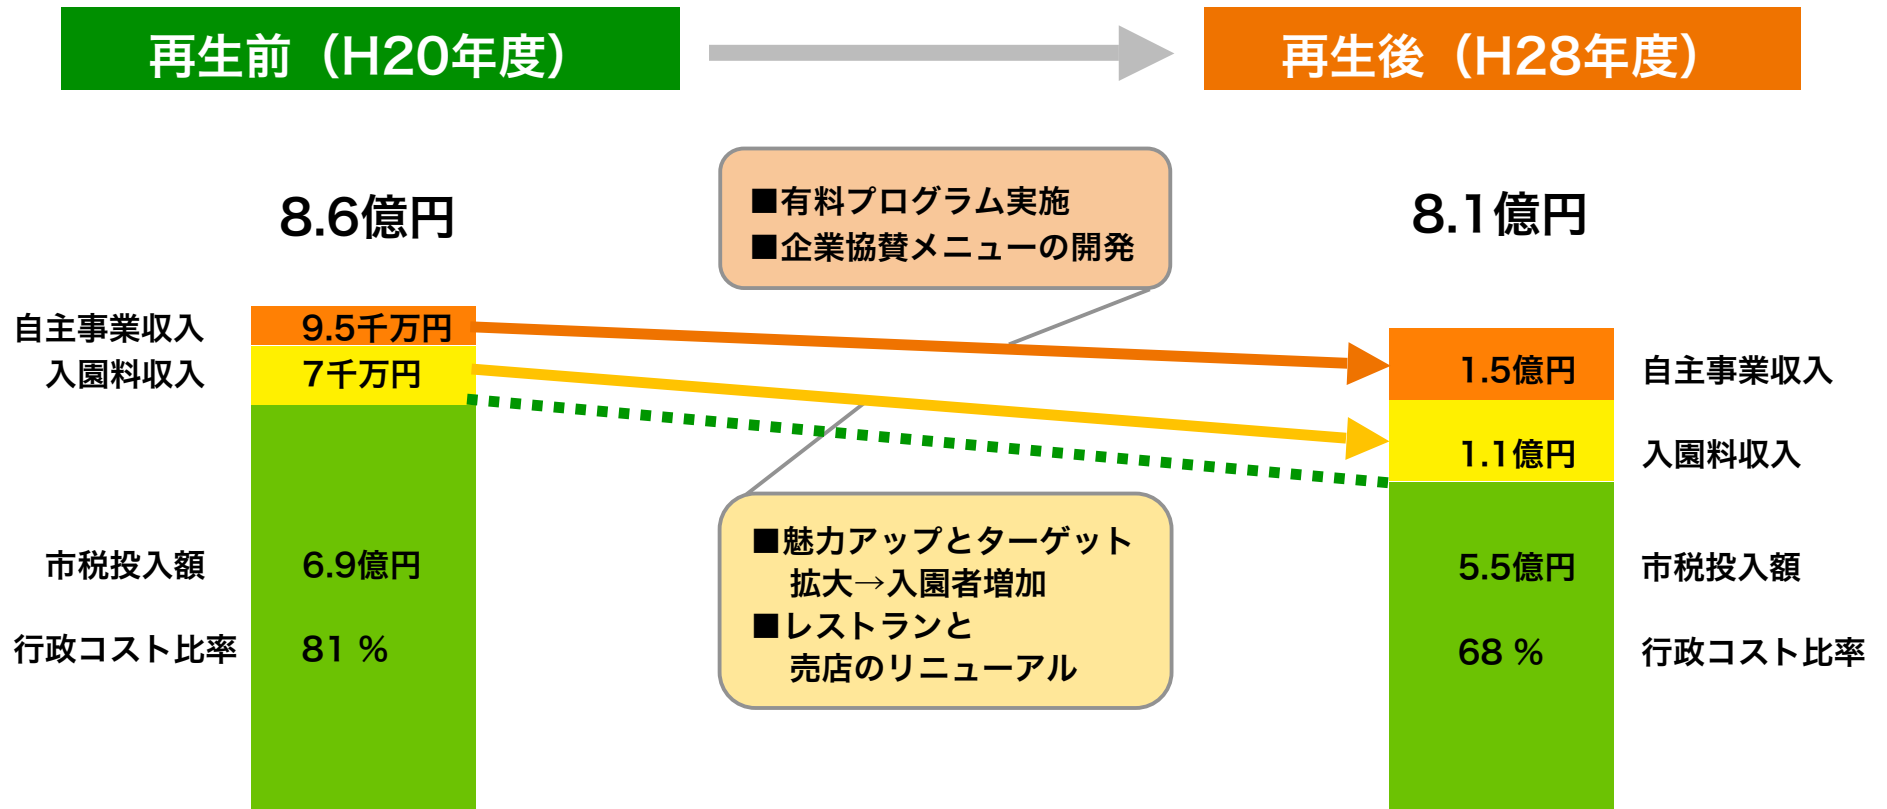 再生前（H20年度）
再生後（H28年度）
8.6億円
8.1億円
■有料プログラム実施
■企業協賛メニューの開発
自主事業収入
9.5千万円
入園料収入
7千万円
市税投入額
6.9億円
行政コスト比率
81 %
■魅力アップとターゲット
拡大→入園者増加
■レストランと
売店のリニューアル
1.5億円
自主事業収入
1.1億円
入園料収入
5.5億円
市税投入額
68 %
行政コスト比率